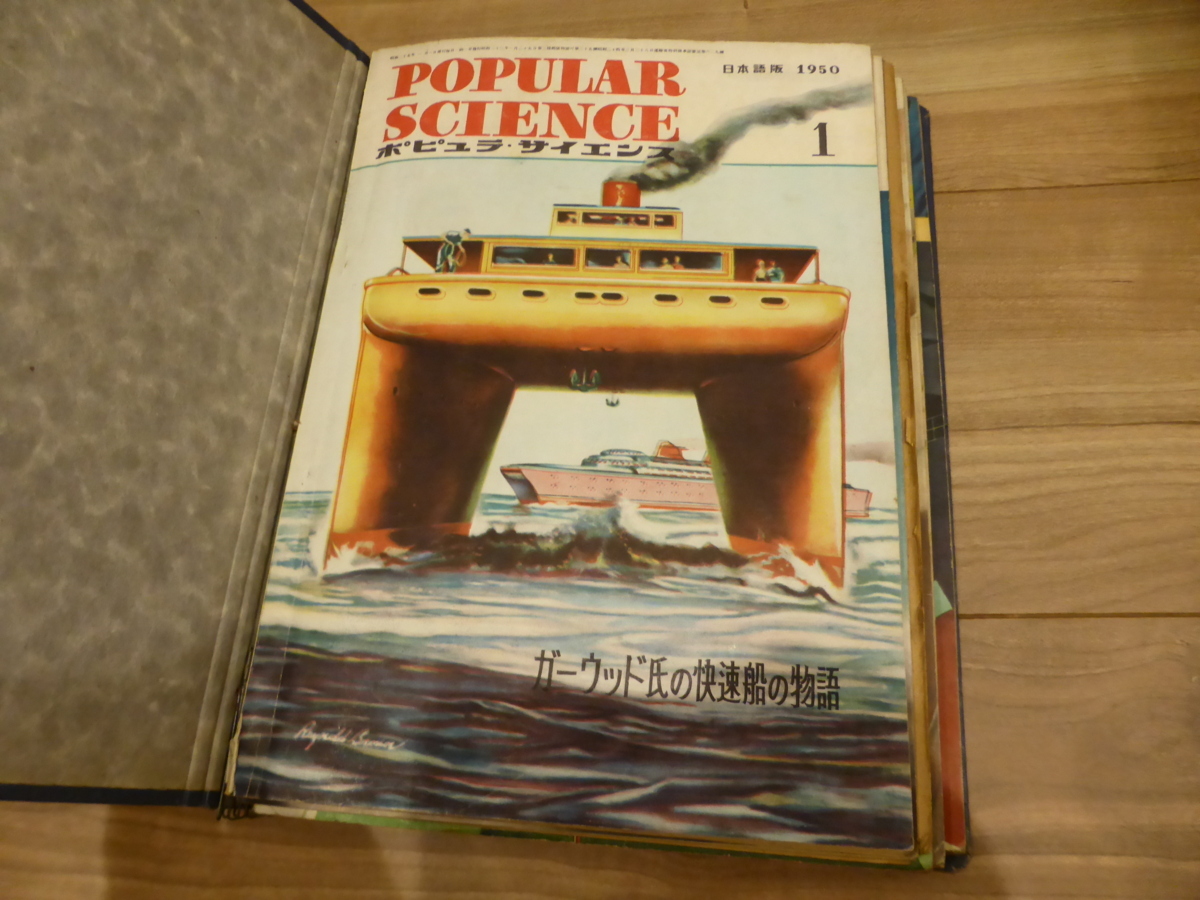 POPULAR
SCIENCE
ポピュラ・サイエンス
日本語版 1950
1
ガーウッド氏の快速船の物語